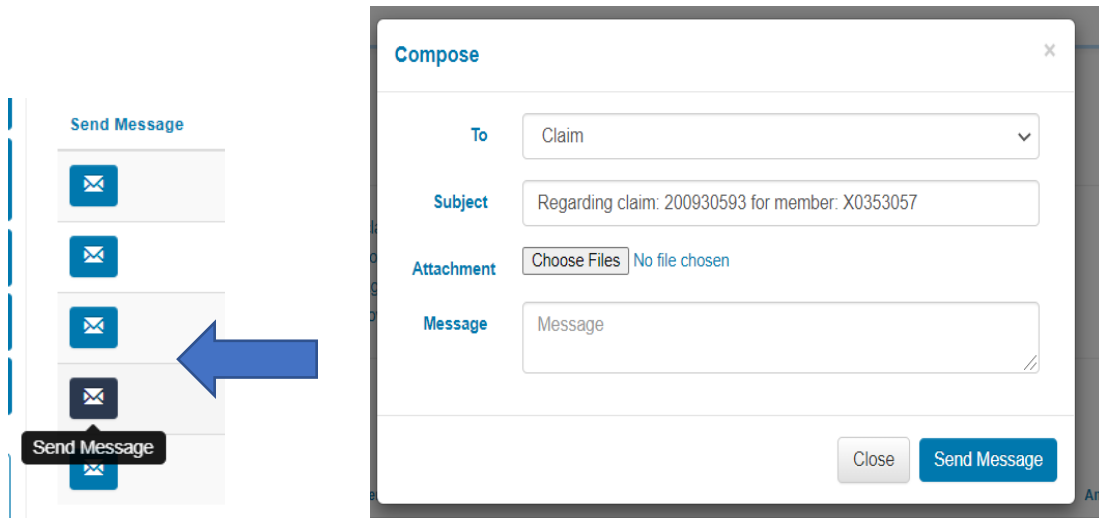 Send Message
Send Message
Compose
×
To
Claim
Subject
Regarding claim: 200930593 for member: X0353057
Attachment
Choose Files
No file chosen
Message
Message
Close
Send Message